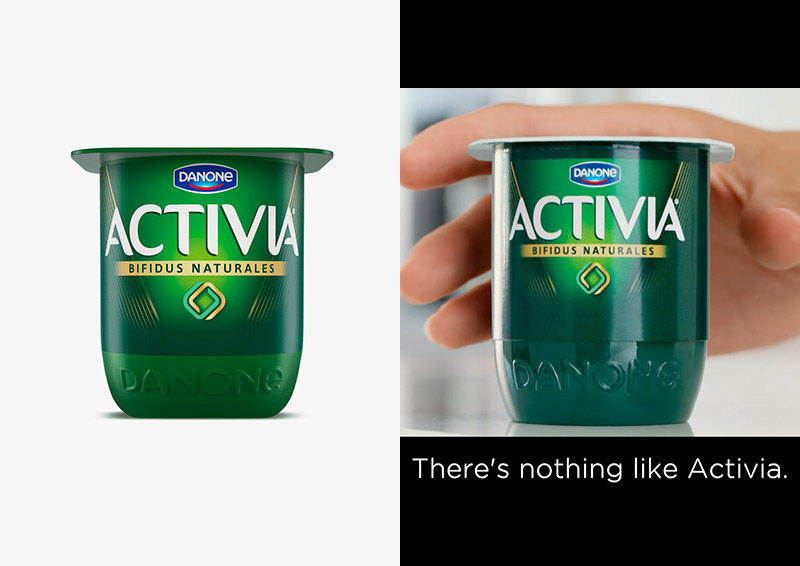 DANONE
ACTIVIA®
BIFIDUS NATURALES
DANONE
DANONE
ACTIVIA®
BIFIDUS NATURALES
DANONE
There's nothing like Activia.